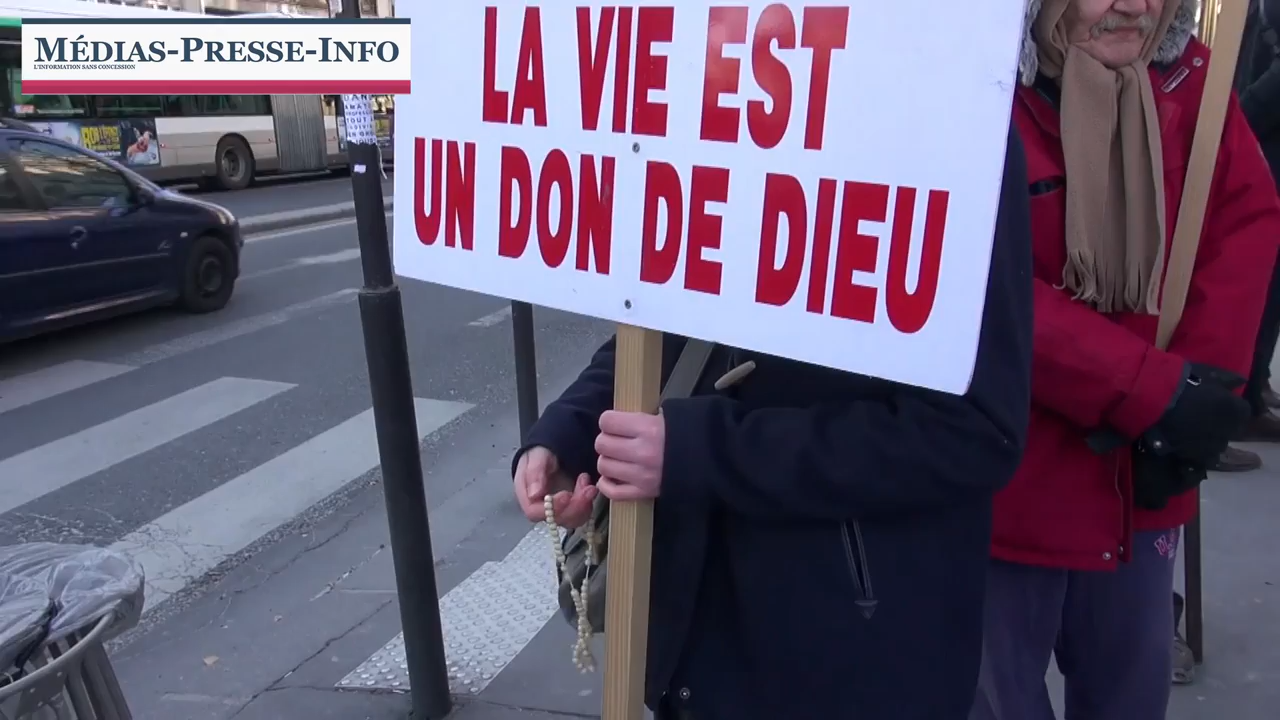 MÉDIAS-PRESSE-INFO
L'INFORMATION SANS CONCESSION
LA VIE EST
UN DON DE DIEU